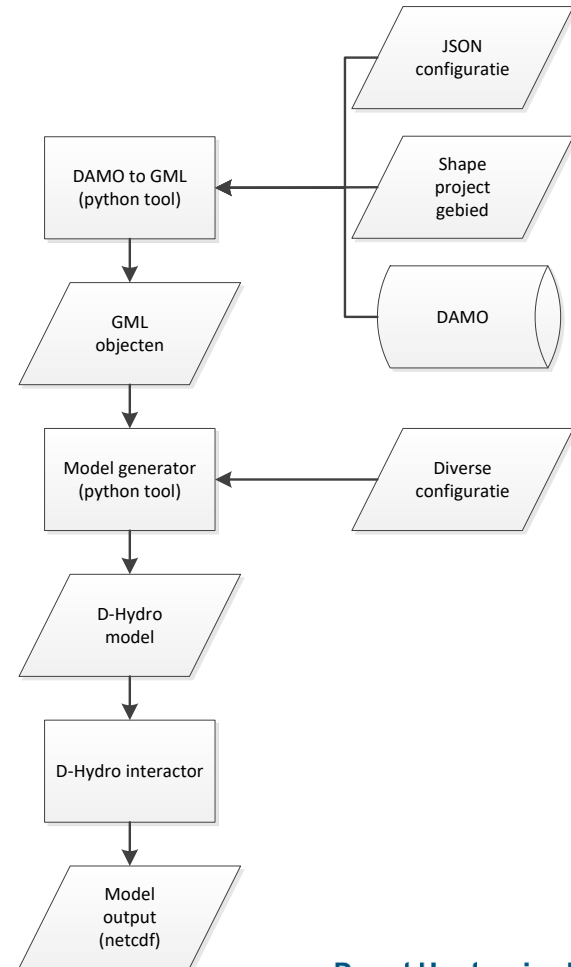 JSON
configuratie
DAMO to GML
(python tool)
Shape
project
gebied
DAMO
GML
objecten
Model generator
(python tool)
Diverse
configuratie
D-Hydro
model
D-Hydro interactor
Model
output
(netcdf)